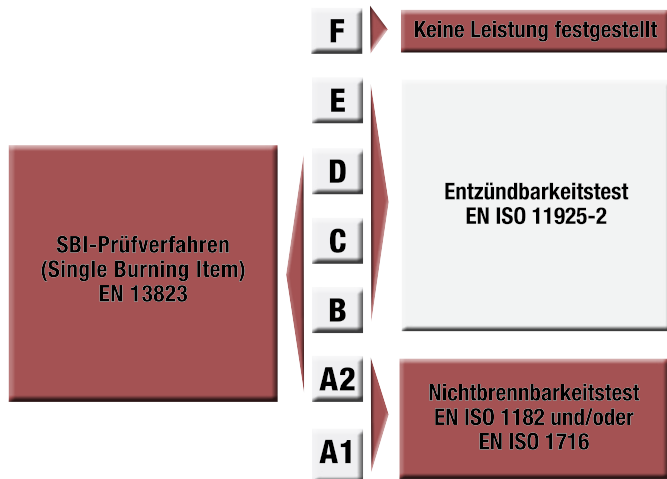 F
Keine Leistung festgestellt
E
D
C
B
A2
A1
SBI-Prüfverfahren
(Single Burning Item)
EN 13823
Entzündbarkeitstest
EN ISO 11925-2
Nichtbrennbarkeitstest
EN ISO 1182 und/oder
EN ISO 1716